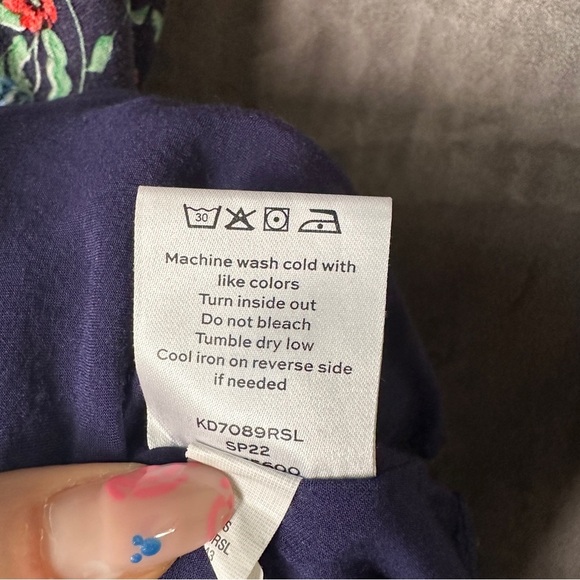 30
Machine wash cold with
like colors
Turn inside out
Do not bleach
Tumble dry low
Cool iron on reverse side
if needed
KD7089RSL
SP22